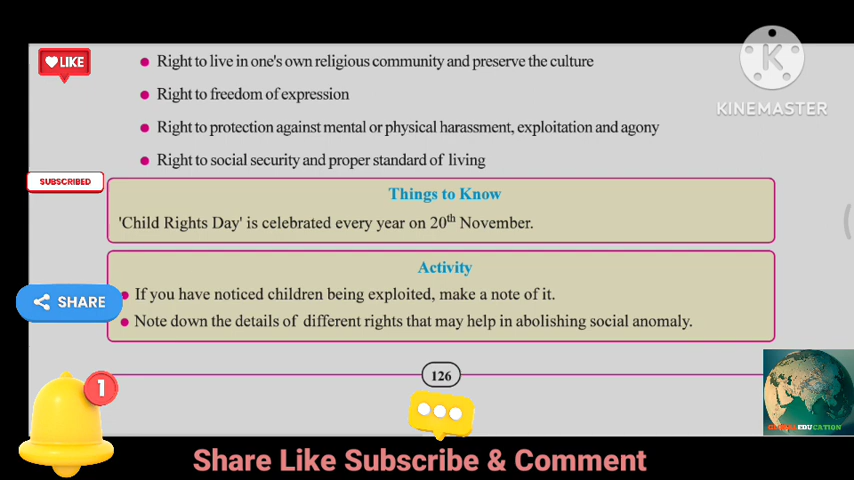 LIKE
• Right to live in one's own religious community and preserve the culture
• Right to freedom of expression
• Right to protection against mental or physical harassment, exploitation and agony
• Right to social security and proper standard of living
K
KINEMASTER
SUBSCRIBED
Things to Know
'Child Rights Day' is celebrated every year on 20th November.
Activity
• If you have noticed children being exploited, make a note of it.
SHARE
• Note down the details of different rights that may help in abolishing social anomaly.
126
1
EDUCATION
Share Like Subscribe & Comment